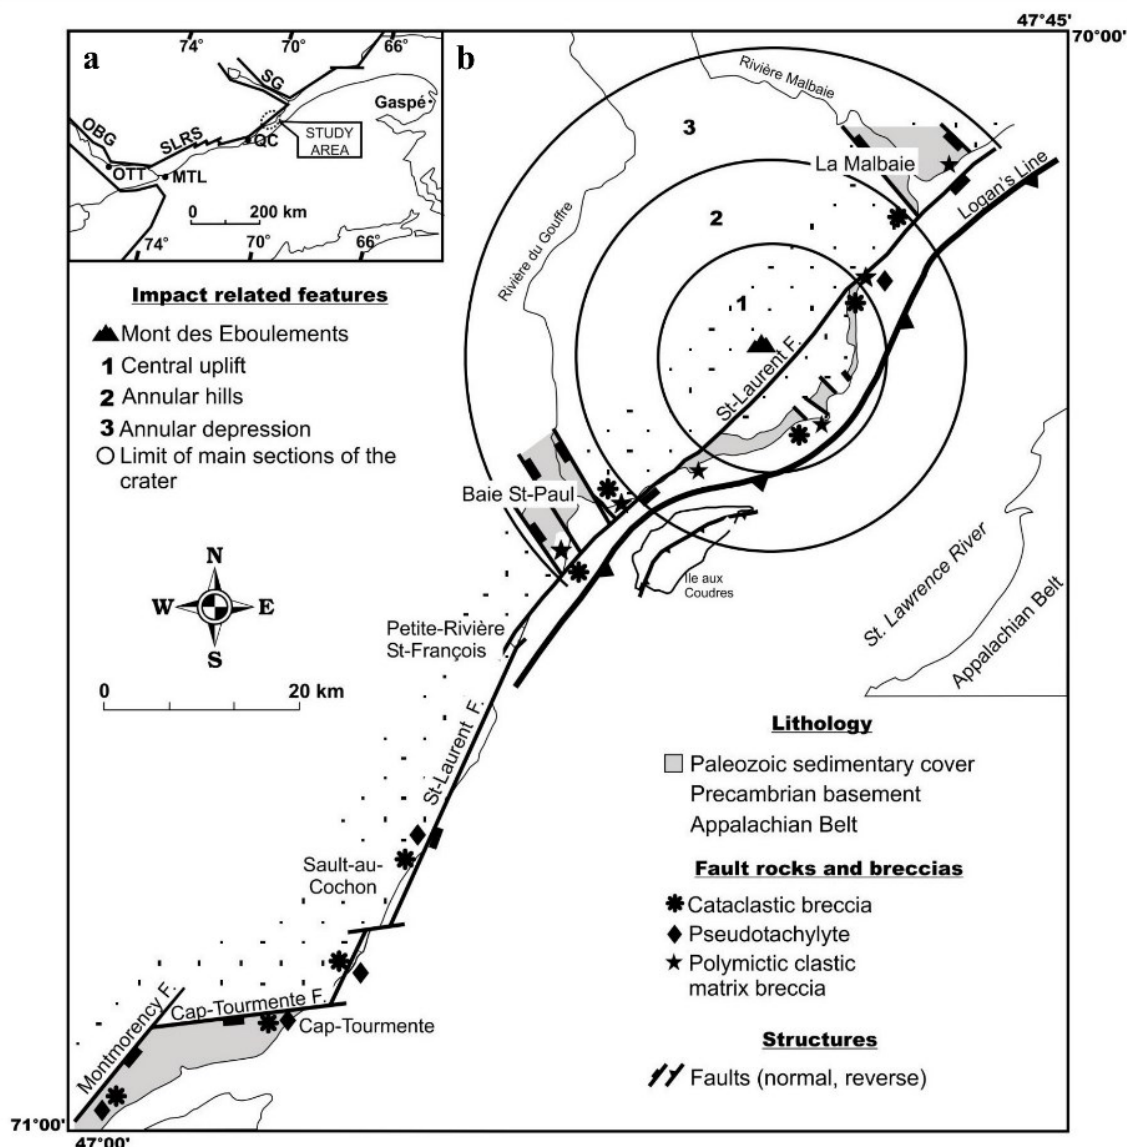 47°45'
70°00'
a
74°
70°
66°
SG
Gaspé
OBG
SLRS
QC
STUDY
AREA
OTT
MTL
0 200 km
74°
70°
66°
b
Rivière Malbaie
3
La Malbaie
Logan's Line
2
Rivière du Gouffre
1
St-Laurent F.
Impact related features
Mont des Eboulements
1 Central uplift
2 Annular hills
3 Annular depression
Limit of main sections of the
crater
Baie St-Paul
Ile aux
Coudres
St. Lawrence River
Appalachian Belt
N
W E
S
Petite-Rivière
St-François
0 20 km
St-Laurent F.
Lithology
Paleozoic sedimentary cover
Precambrian basement
Appalachian Belt
Sault-au-
Cochon
Fault rocks and breccias
Cataclastic breccia
Pseudotachylyte
Polymictic clastic
matrix breccia
Montmorency F.
Cap-Tourmente F.
Cap-Tourmente
Structures
Faults (normal, reverse)
71°00'
47°00'